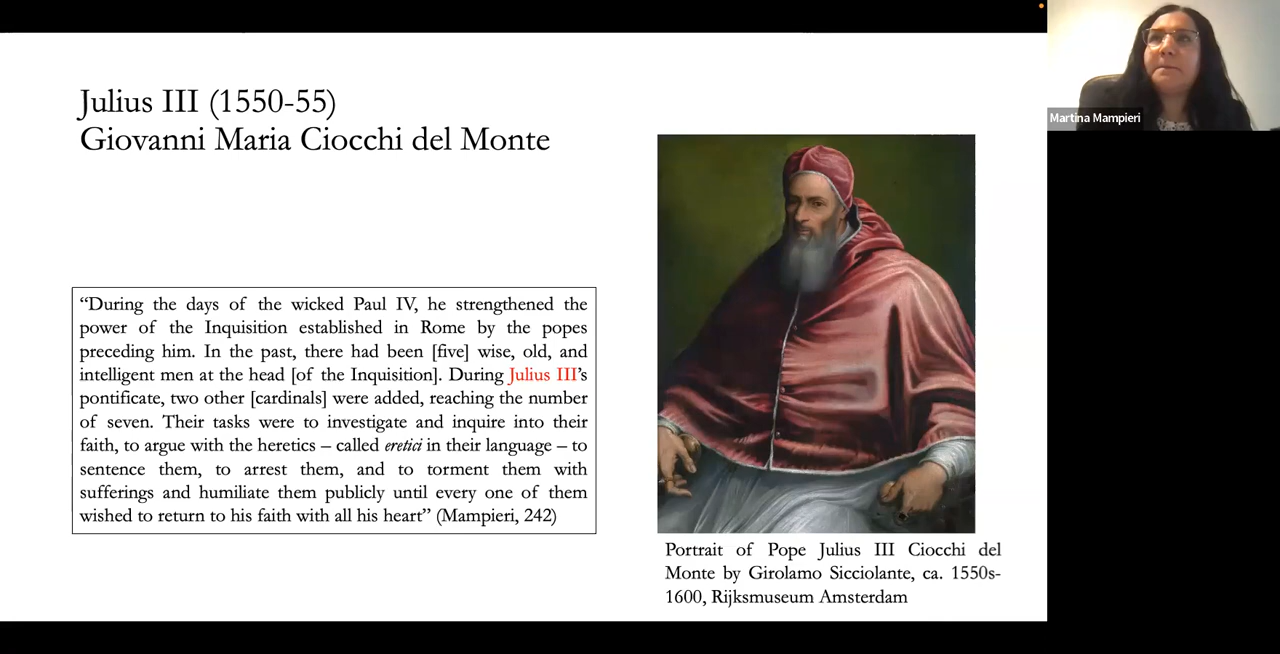 Julius III (1550-55)
Giovanni Maria Ciocchi del Monte
“During the days of the wicked Paul IV, he strengthened the
power of the Inquisition established in Rome by the popes
preceding him. In the past, there had been [five] wise, old, and
intelligent men at the head [of the Inquisition]. During Julius III’s
pontificate, two other [cardinals] were added, reaching the number
of seven. Their tasks were to investigate and inquire into their
faith, to argue with the heretics – called eretici in their language – to
sentence them, to arrest them, and to torment them with
sufferings and humiliate them publicly until every one of them
wished to return to his faith with all his heart” (Mampieri, 242)
Portrait of Pope Julius III Ciocchi del
Monte by Girolamo Sicciolante, ca. 1550s-
1600, Rijksmuseum Amsterdam
Martina Mampieri